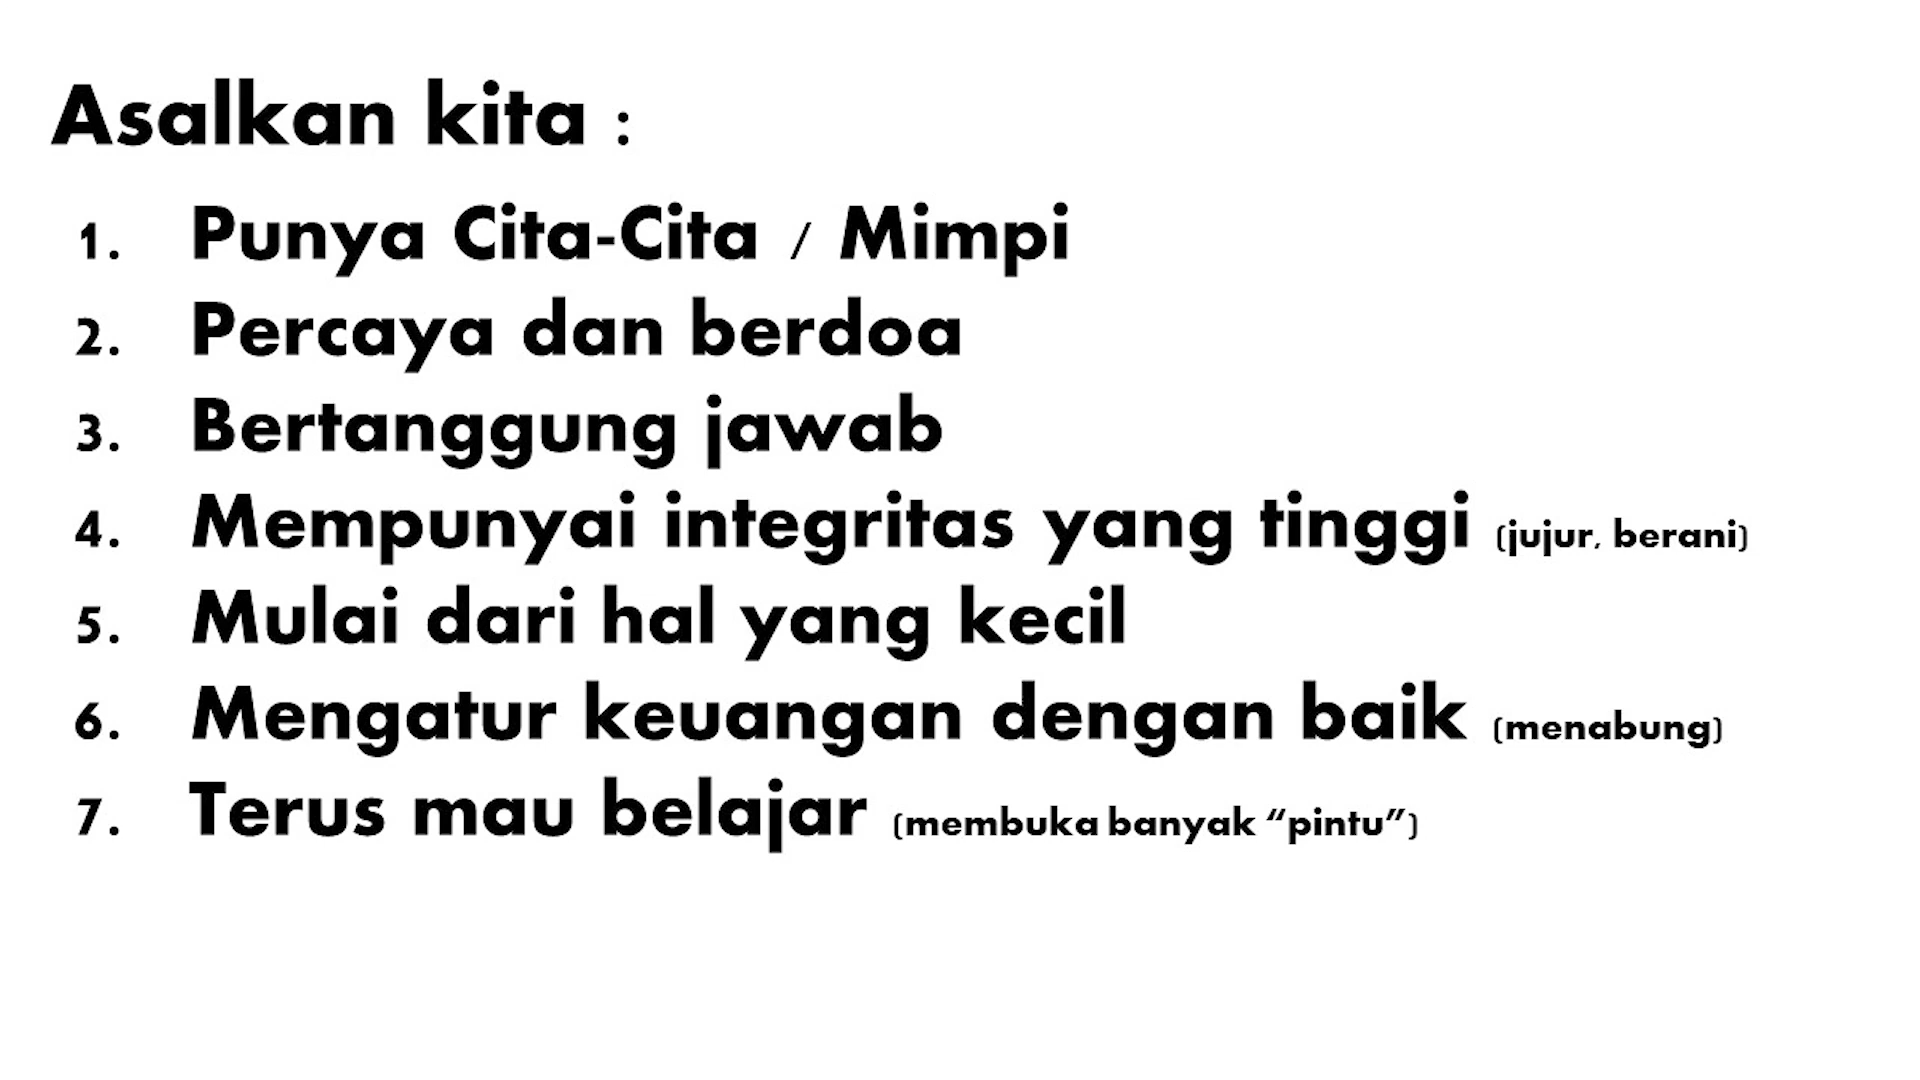 Asalkan kita :
1. Punya Cita-Cita / Mimpi
2. Percaya dan berdoa
3. Bertanggung jawab
4. Mempunyai integritas yang tinggi (jujur, berani)
5. Mulai dari hal yang kecil
6. Mengatur keuangan dengan baik (menabung)
7. Terus mau belajar (membuka banyak “pintu”)